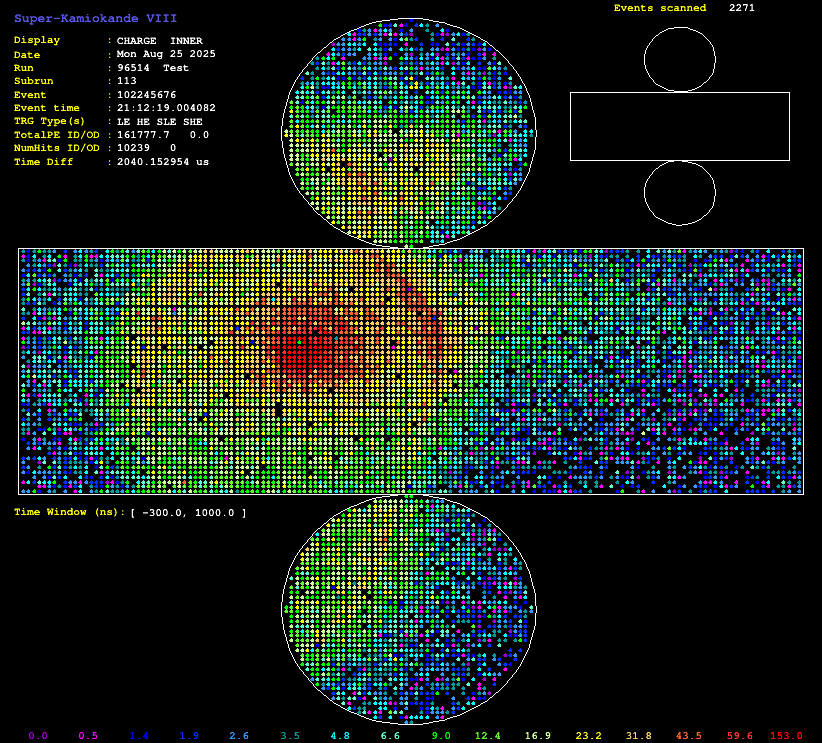 Super-Kamiokande VIII
Events scanned 2271
Display : CHARGE INNER
Date : Mon Aug 25 2025
Run : 96514 Test
Subrun : 113
Event : 102245676
Event time : 21:12:19.004082
TRG Type(s) : LE HE SLE SHE
TotalPE ID/OD : 161777.7 0.0
NumHits ID/OD : 10239 0
Time Diff : 2040.152954 us
Time Window (ns): [ -300.0, 1000.0 ]
0.0 0.5 1.4 1.9 2.6 3.5 4.8 6.6 9.0 12.4 16.9 23.2 31.8 43.5 59.6 153.0